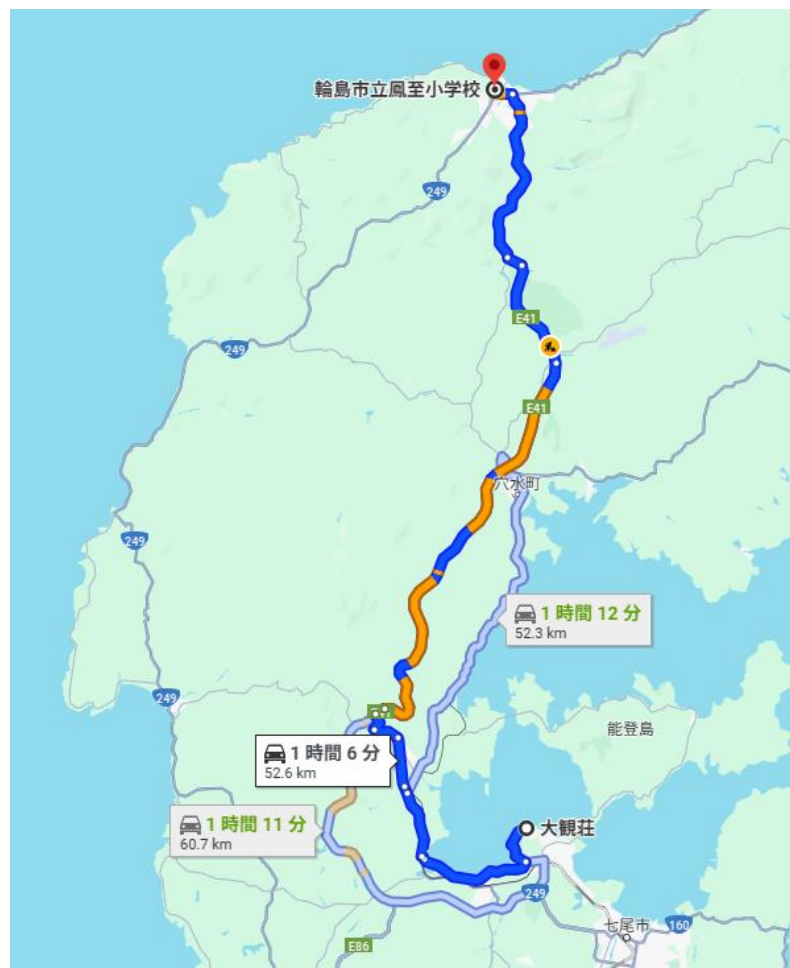 輪島市立鳳至小学校
249
E41
249
E41
穴水町
249
1 時間 12 分
52.3 km
249
能登島
1 時間 6 分
52.6 km
1 時間 11 分
60.7 km
大観荘
249
七尾市
160
E86